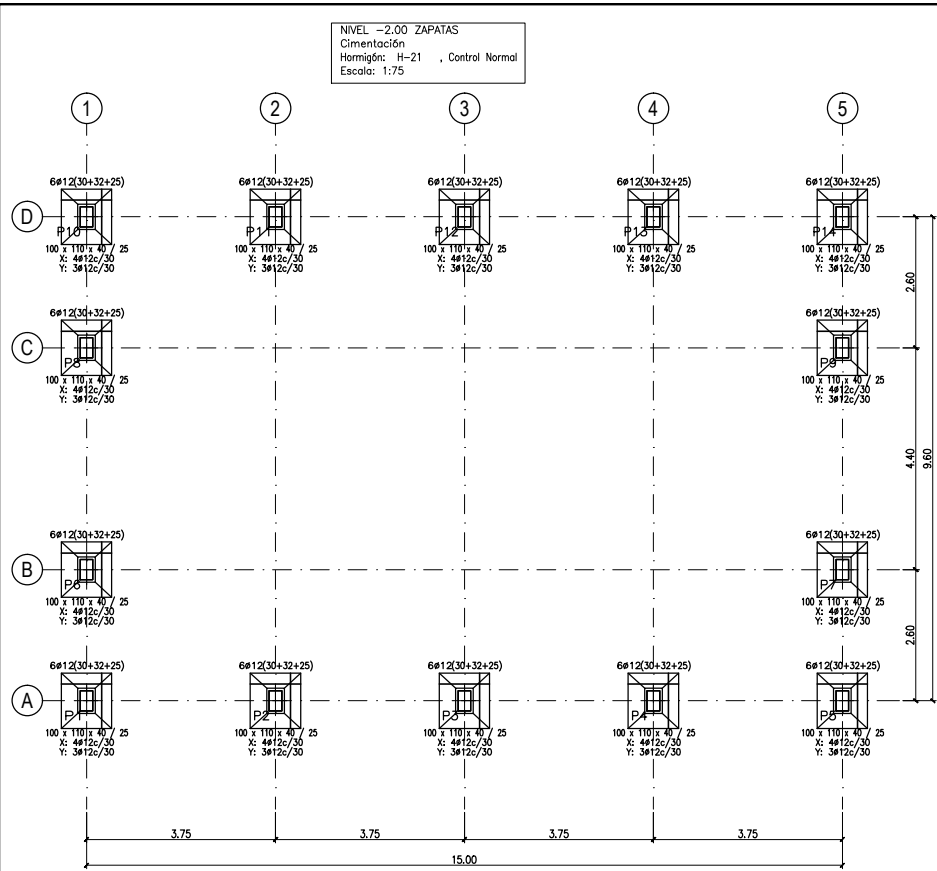 NIVEL -2.00 ZAPATAS
Cimentación
Hormigón: H-21 , Control Normal
Escala: 1:75
1 2 3 4 5
6ø12(30+32+25) 6ø12(30+32+25) 6ø12(30+32+25) 6ø12(30+32+25) 6ø12(30+32+25)
D
P10 P11 P12 P13 P14
100 x 110 x 40 / 25 100 x 110 x 40 / 25 100 x 110 x 40 / 25 100 x 110 x 40 / 25 100 x 110 x 40 / 25
X: 4ø12c/30 X: 4ø12c/30 X: 4ø12c/30 X: 4ø12c/30 X: 4ø12c/30
Y: 3ø12c/30 Y: 3ø12c/30 Y: 3ø12c/30 Y: 3ø12c/30 Y: 3ø12c/30
2.60
6ø12(30+32+25) 6ø12(30+32+25)
C
P8 P9
100 x 110 x 40 / 25 100 x 110 x 40 / 25
X: 4ø12c/30 X: 4ø12c/30
Y: 3ø12c/30 Y: 3ø12c/30
4.40
9.60
6ø12(30+32+25) 6ø12(30+32+25)
B
P6 P7
100 x 110 x 40 / 25 100 x 110 x 40 / 25
X: 4ø12c/30 X: 4ø12c/30
Y: 3ø12c/30 Y: 3ø12c/30
2.60
6ø12(30+32+25) 6ø12(30+32+25) 6ø12(30+32+25) 6ø12(30+32+25) 6ø12(30+32+25)
A
P1 P2 P3 P4 P5
100 x 110 x 40 / 25 100 x 110 x 40 / 25 100 x 110 x 40 / 25 100 x 110 x 40 / 25 100 x 110 x 40 / 25
X: 4ø12c/30 X: 4ø12c/30 X: 4ø12c/30 X: 4ø12c/30 X: 4ø12c/30
Y: 3ø12c/30 Y: 3ø12c/30 Y: 3ø12c/30 Y: 3ø12c/30 Y: 3ø12c/30
3.75 3.75 3.75 3.75
15.00